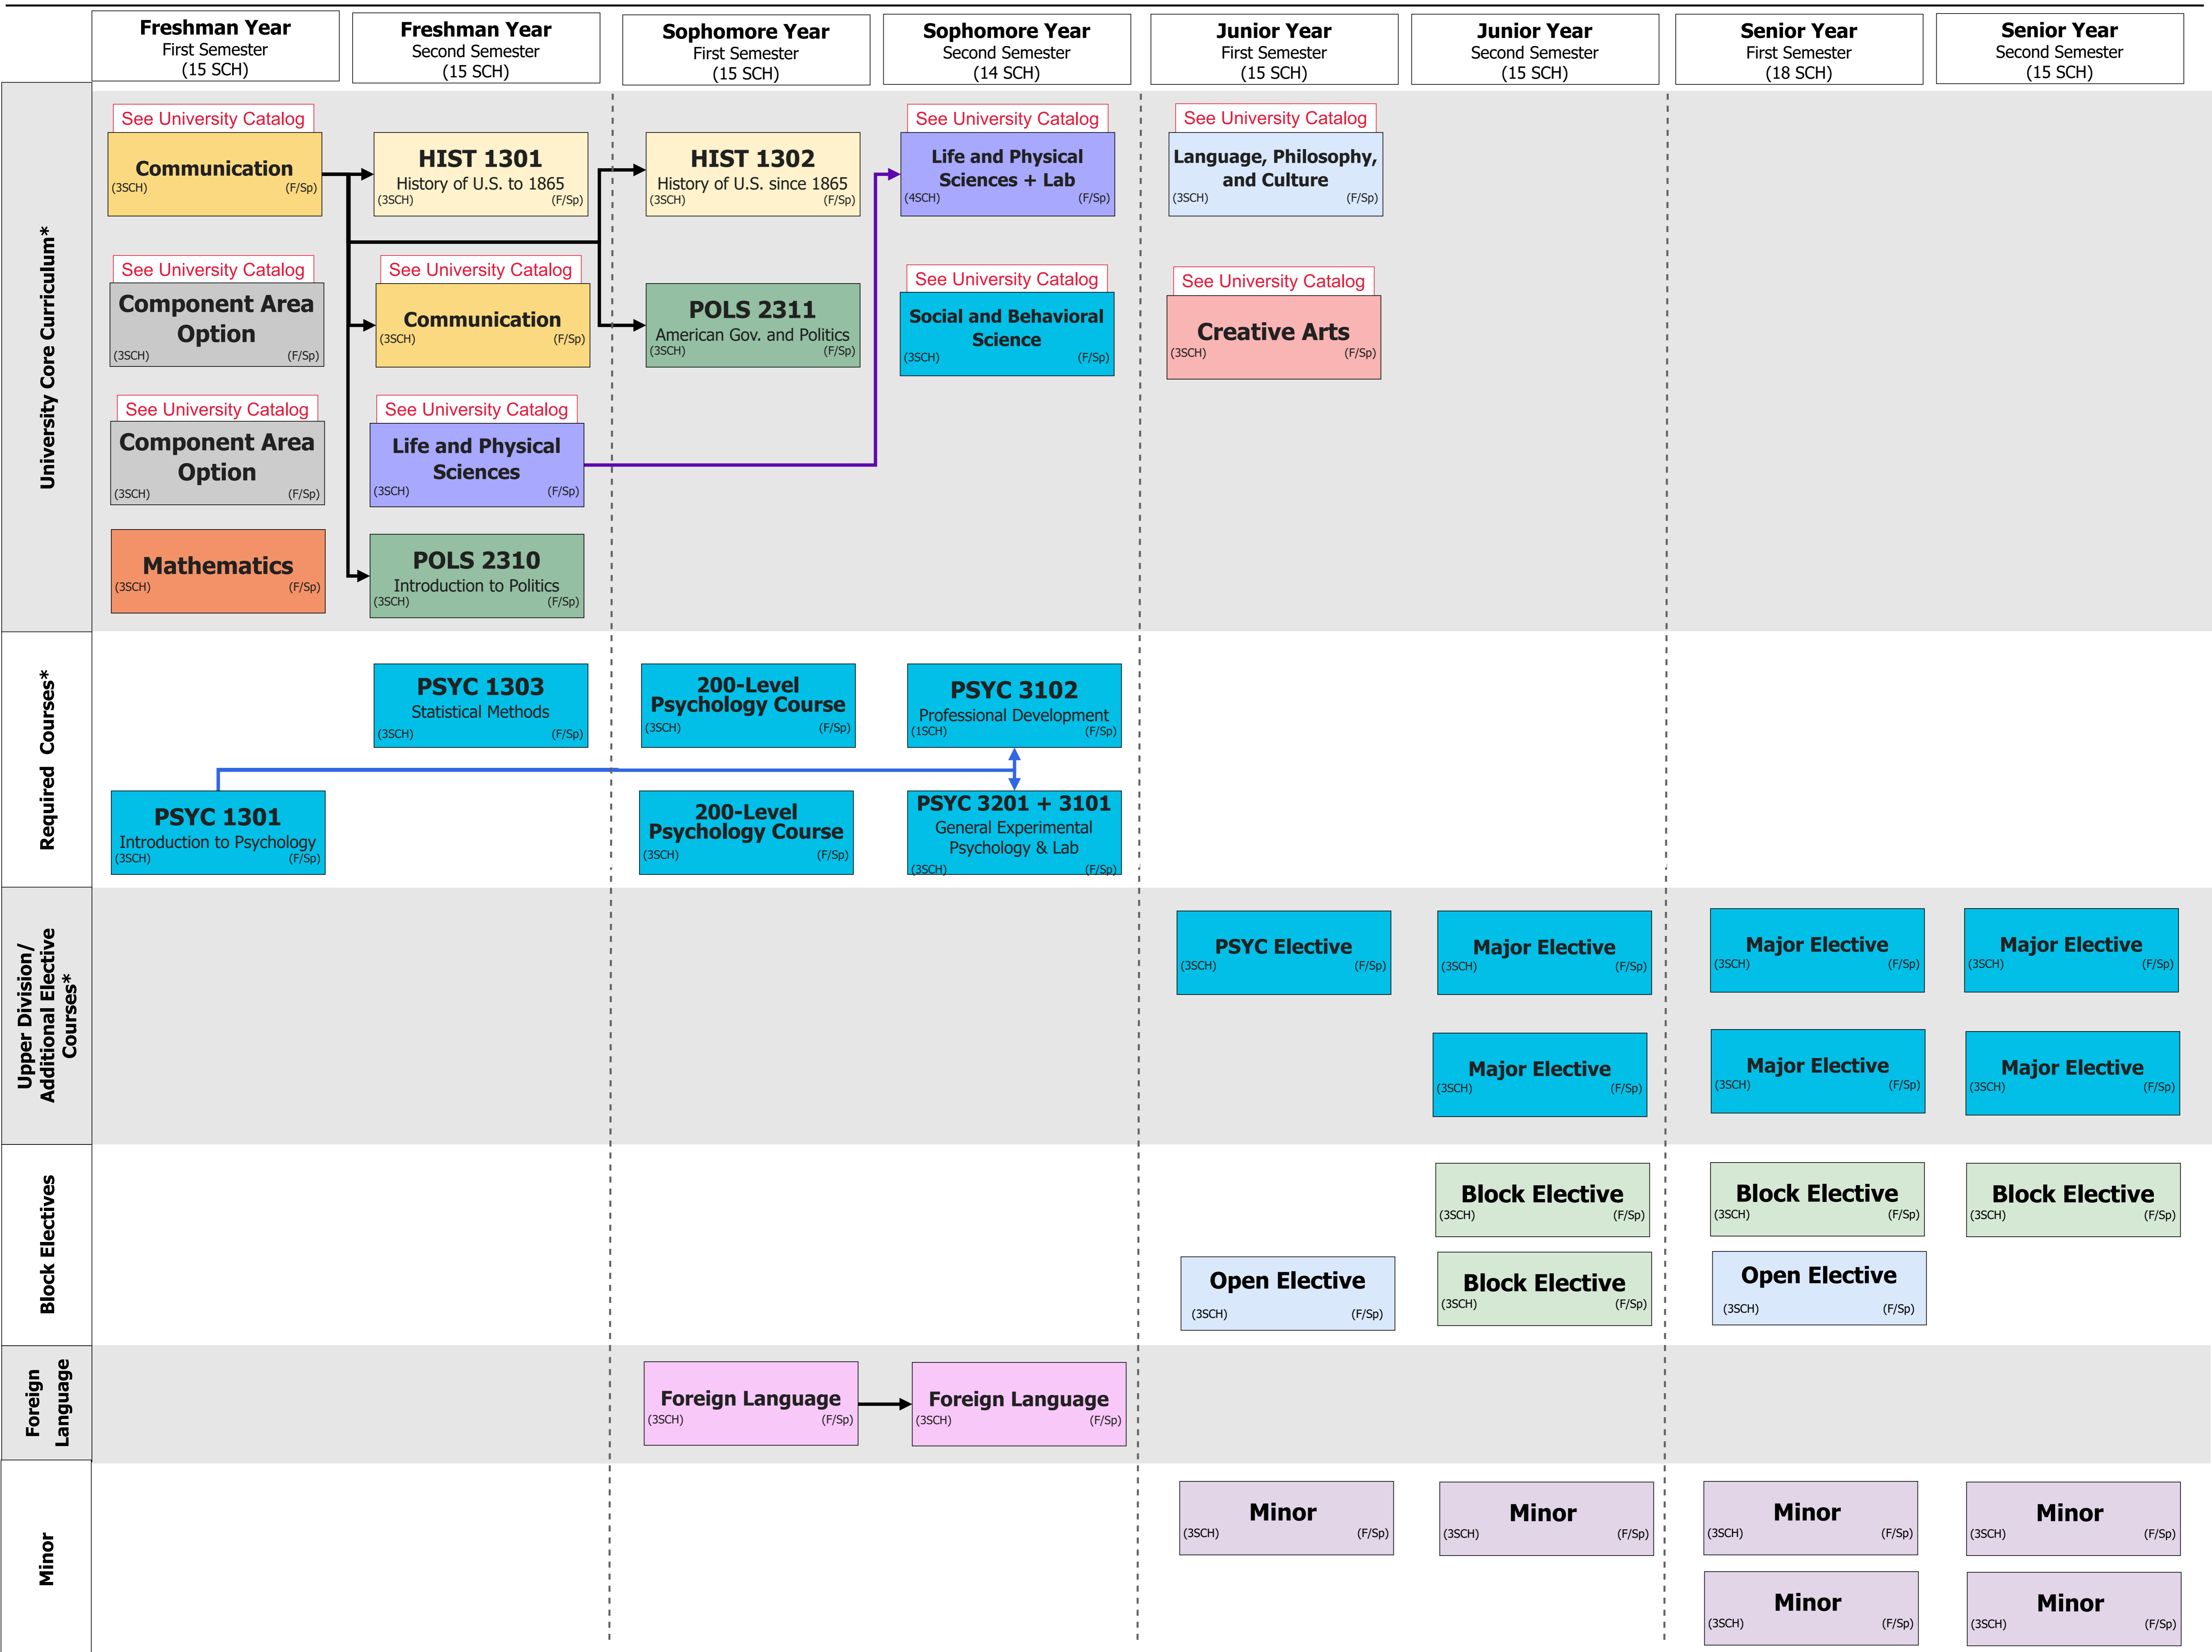 Freshman Year
First Semester
(15 SCH)
Freshman Year
Second Semester
(15 SCH)
Sophomore Year
First Semester
(15 SCH)
Sophomore Year
Second Semester
(14 SCH)
Junior Year
First Semester
(15 SCH)
Junior Year
Second Semester
(15 SCH)
Senior Year
First Semester
(18 SCH)
Senior Year
Second Semester
(15 SCH)
University Core Curriculum*
See University Catalog
Communication
(3SCH) (F/Sp)
HIST 1301
History of U.S. to 1865
(3SCH) (F/Sp)
HIST 1302
History of U.S. since 1865
(3SCH) (F/Sp)
See University Catalog
Life and Physical
Sciences + Lab
(4SCH) (F/Sp)
See University Catalog
Language, Philosophy,
and Culture
(3SCH) (F/Sp)
See University Catalog
Component Area
Option
(3SCH) (F/Sp)
See University Catalog
Communication
(3SCH) (F/Sp)
POLS 2311
American Gov. and Politics
(3SCH) (F/Sp)
See University Catalog
Social and Behavioral
Science
(3SCH) (F/Sp)
See University Catalog
Creative Arts
(3SCH) (F/Sp)
See University Catalog
Component Area
Option
(3SCH) (F/Sp)
See University Catalog
Life and Physical
Sciences
(3SCH) (F/Sp)
Mathematics
(3SCH) (F/Sp)
POLS 2310
Introduction to Politics
(3SCH) (F/Sp)
Required Courses*
PSYC 1303
Statistical Methods
(3SCH) (F/Sp)
200-Level
Psychology Course
(3SCH) (F/Sp)
PSYC 3102
Professional Development
(1SCH) (F/Sp)
PSYC 1301
Introduction to Psychology
(3SCH) (F/Sp)
200-Level
Psychology Course
(3SCH) (F/Sp)
PSYC 3201 + 3101
General Experimental
Psychology & Lab
(3SCH) (F/Sp)
Upper Division/
Additional Elective
Courses*
PSYC Elective
(3SCH) (F/Sp)
Major Elective
(3SCH) (F/Sp)
Major Elective
(3SCH) (F/Sp)
Major Elective
(3SCH) (F/Sp)
Major Elective
(3SCH) (F/Sp)
Major Elective
(3SCH) (F/Sp)
Major Elective
(3SCH) (F/Sp)
Block Electives
Block Elective
(3SCH) (F/Sp)
Block Elective
(3SCH) (F/Sp)
Block Elective
(3SCH) (F/Sp)
Open Elective
(3SCH) (F/Sp)
Block Elective
(3SCH) (F/Sp)
Open Elective
(3SCH) (F/Sp)
Foreign
Language
Foreign Language
(3SCH) (F/Sp)
Foreign Language
(3SCH) (F/Sp)
Minor
Minor
(3SCH) (F/Sp)
Minor
(3SCH) (F/Sp)
Minor
(3SCH) (F/Sp)
Minor
(3SCH) (F/Sp)
Minor
(3SCH) (F/Sp)
Minor
(3SCH) (F/Sp)